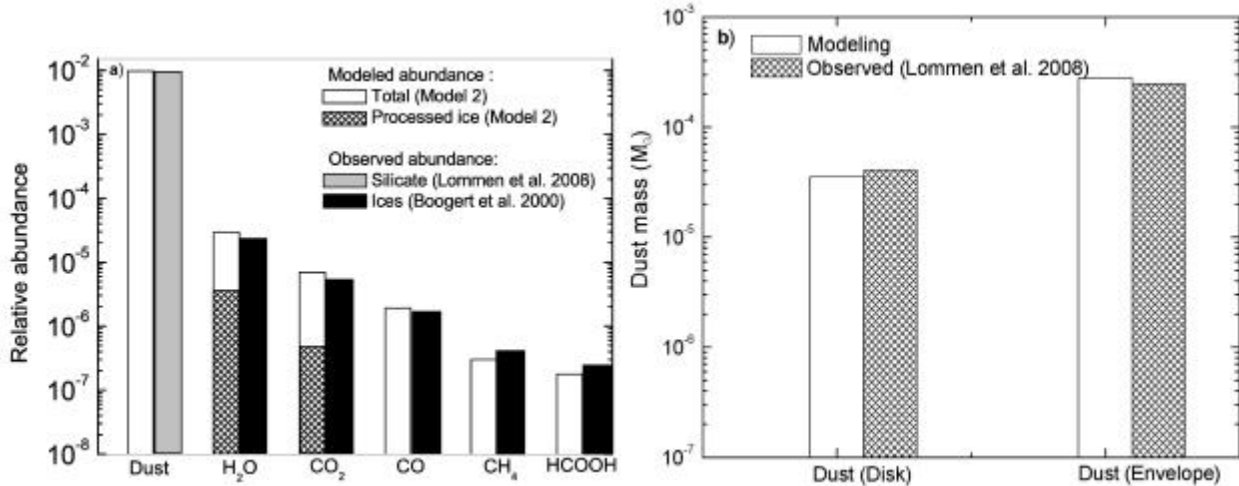 a)
Modeled abundance :
Total (Model 2)
Processed ice (Model 2)
Observed abundance:
Silicate (Lommen et al. 2008)
Ices (Boogert et al. 2000)
Relative abundance
10⁻²
10⁻³
10⁻⁴
10⁻⁵
10⁻⁶
10⁻⁷
10⁻⁸
Dust H₂O CO₂ CO CH₄ HCOOH
b)
Modeling
Observed (Lommen et al. 2008)
Dust mass (M☉)
10⁻³
10⁻⁴
10⁻⁵
10⁻⁶
10⁻⁷
Dust (Disk) Dust (Envelope)